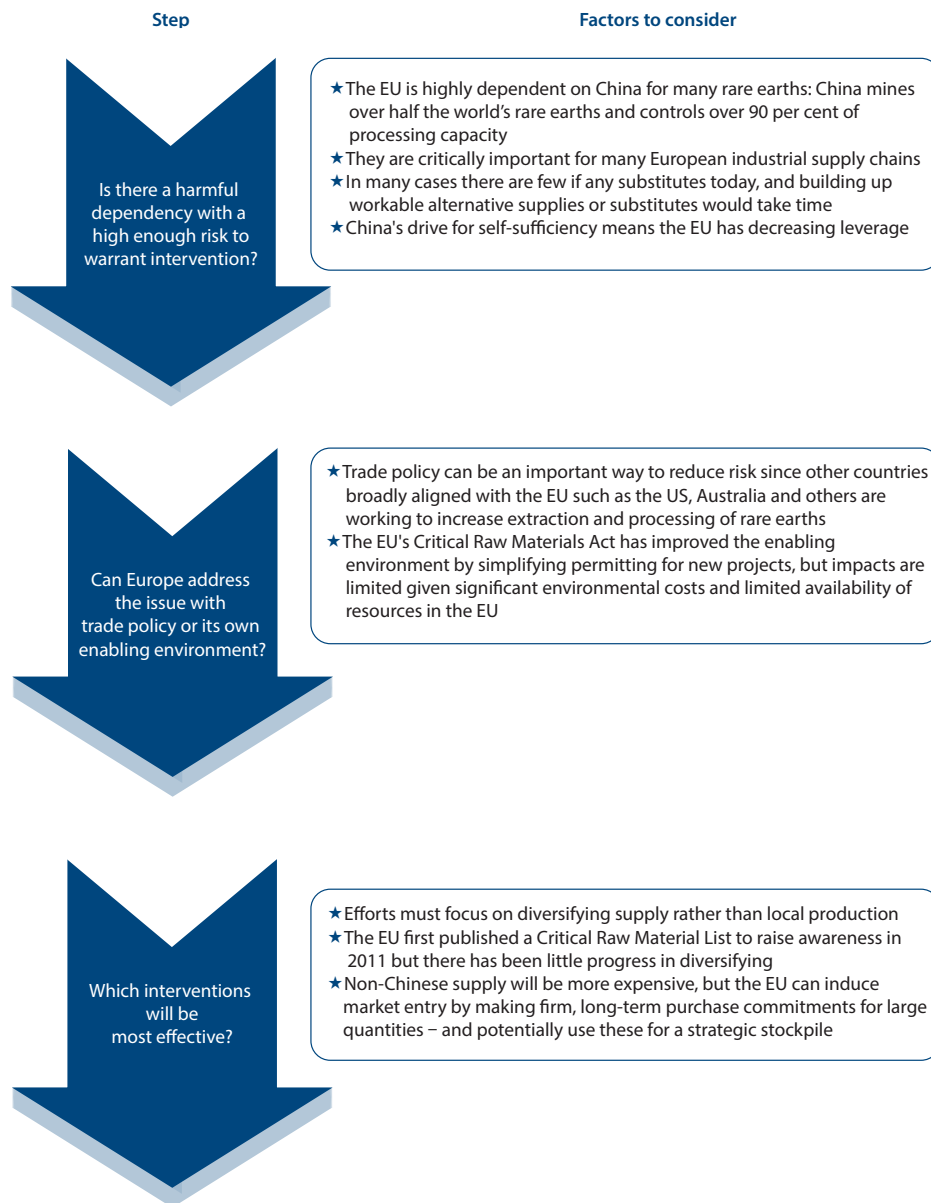 Step
Factors to consider
Is there a harmful
dependency with a
high enough risk to
warrant intervention?
★The EU is highly dependent on China for many rare earths: China mines
over half the world's rare earths and controls over 90 per cent of
processing capacity
★They are critically important for many European industrial supply chains
★In many cases there are few if any substitutes today, and building up
workable alternative supplies or substitutes would take time
★China's drive for self-sufficiency means the EU has decreasing leverage
Can Europe address
the issue with
trade policy or its own
enabling environment?
★Trade policy can be an important way to reduce risk since other countries
broadly aligned with the EU such as the US, Australia and others are
working to increase extraction and processing of rare earths
★The EU's Critical Raw Materials Act has improved the enabling
environment by simplifying permitting for new projects, but impacts are
limited given significant environmental costs and limited availability of
resources in the EU
Which interventions
will be
most effective?
★Efforts must focus on diversifying supply rather than local production
★The EU first published a Critical Raw Material List to raise awareness in
2011 but there has been little progress in diversifying
★Non-Chinese supply will be more expensive, but the EU can induce
market entry by making firm, long-term purchase commitments for large
quantities – and potentially use these for a strategic stockpile